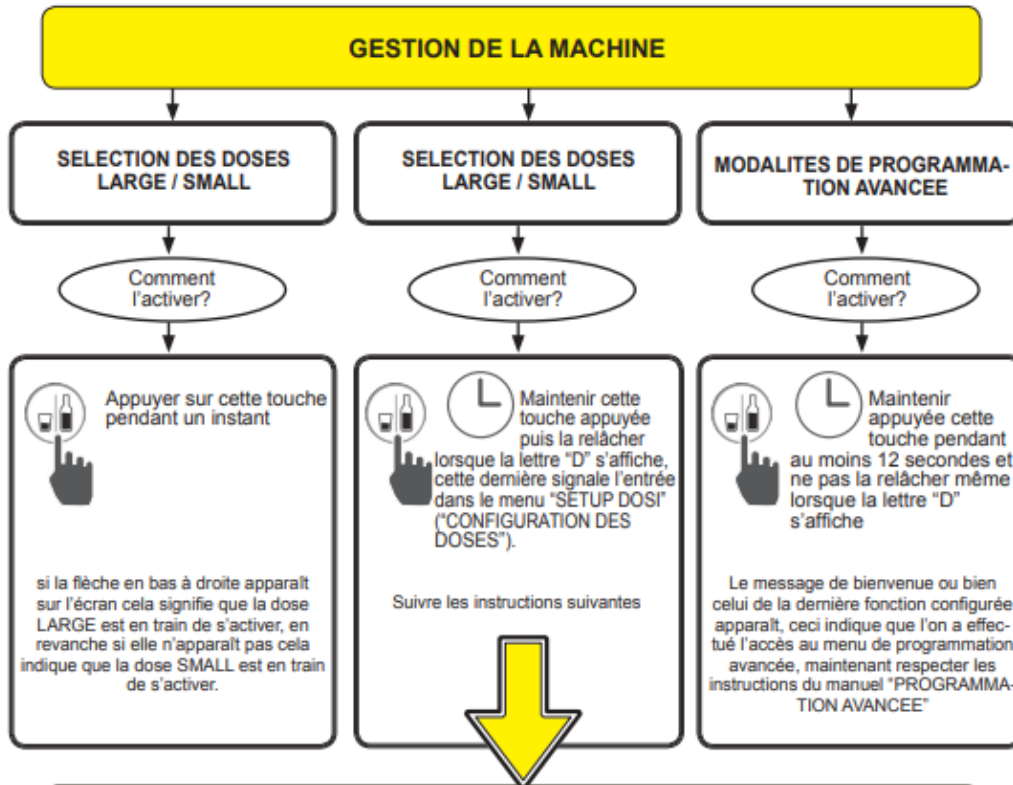 GESTION DE LA MACHINE
SELECTION DES DOSES
LARGE / SMALL
Comment
l'activer?
Appuyer sur cette touche
pendant un instant
si la flèche en bas à droite apparaît
sur l'écran cela signifie que la dose
LARGE est en train de s'activer, en
revanche si elle n'apparaît pas cela
indique que la dose SMALL est en train
de s'activer.
SELECTION DES DOSES
LARGE / SMALL
Comment
l'activer?
Maintenir cette
touche appuyée
puis la relâcher
lorsque la lettre “D” s'affiche,
cette dernière signale l'entrée
dans le menu “SETUP DOSI”
(“CONFIGURATION DES
DOSES”).
Suivre les instructions suivantes
MODALITES DE PROGRAMMA-
TION AVANCEE
Comment
l'activer?
Maintenir
appuyée cette
touche pendant
au moins 12 secondes et
ne pas la relâcher même
lorsque la lettre “D”
s'affiche
Le message de bienvenue ou bien
celui de la dernière fonction configurée
apparaît, ceci indique que l'on a effec-
tué l'accès au menu de programmation
avancée, maintenant respecter les
instructions du manuel “PROGRAMMA-
TION AVANCEE”